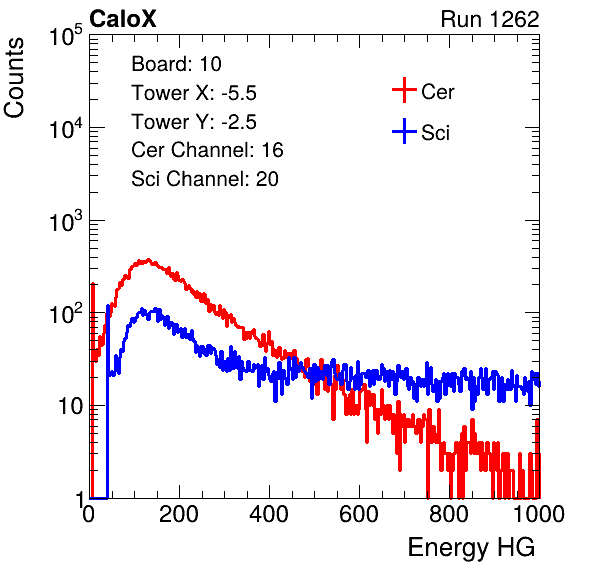 CaloX Run 1262
Counts
10^5
10^4
10^3
10^2
10
1
Board: 10
Tower X: -5.5
Tower Y: -2.5
Cer Channel: 16
Sci Channel: 20
Cer
Sci
0 200 400 600 800 1000
Energy HG